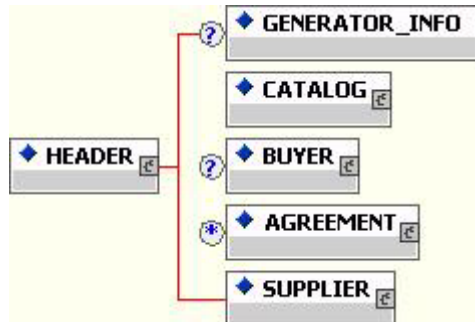 ? GENERATOR_INFO
CATALOG
HEADER
? BUYER
* AGREEMENT
SUPPLIER